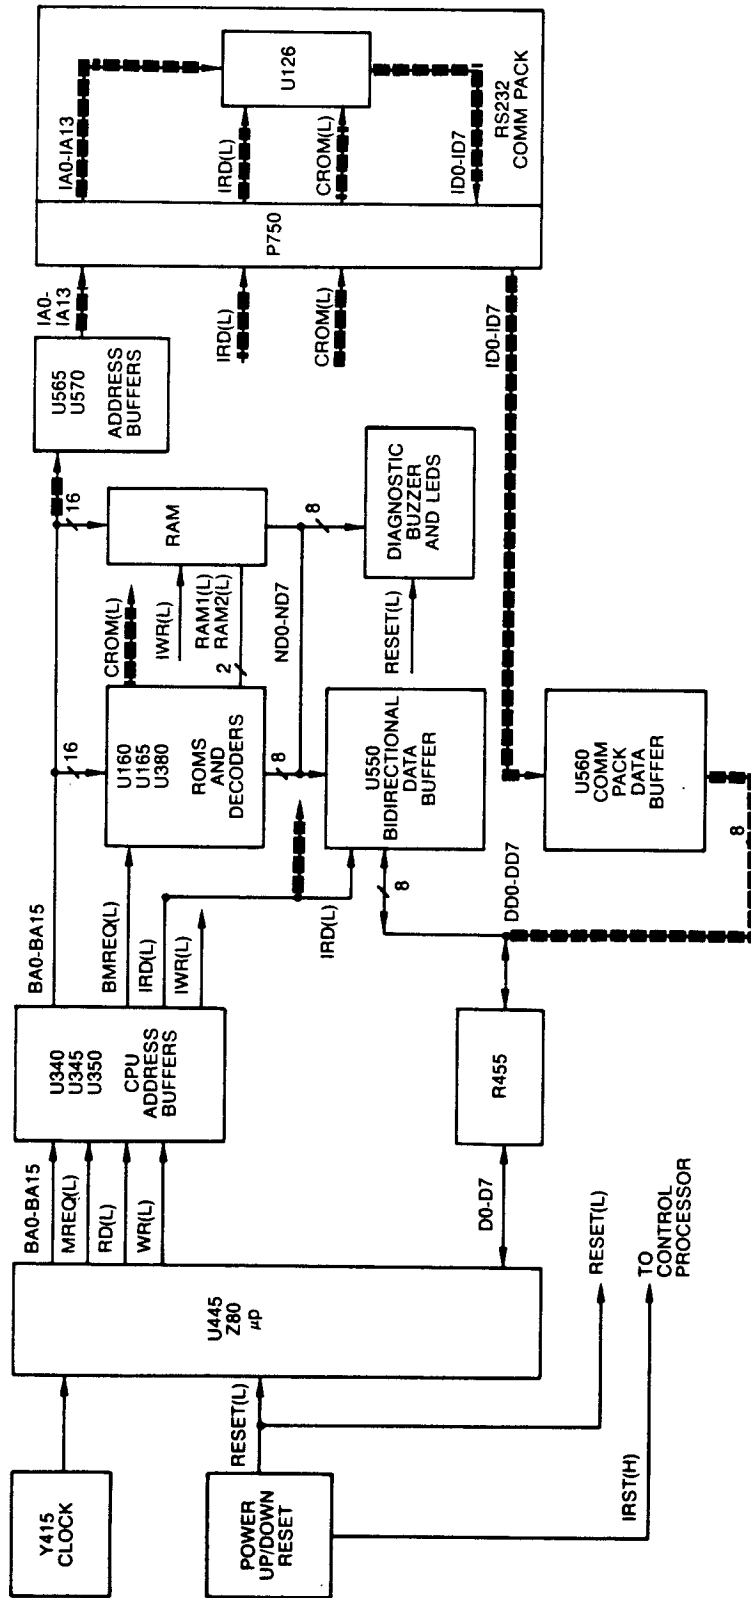 Y415
CLOCK
POWER
UP/DOWN
RESET
RESET(L)
IRST(H)
TO
CONTROL
PROCESSOR
RESET(L)
U445
Z80
µp
BA0-BA15
MREQ(L)
RD(L)
WR(L)
D0-D7
U340
U345
U350
CPU
ADDRESS
BUFFERS
R455
BA0-BA15
BMREQ(L)
IRD(L)
IWR(L)
IRD(L)
8
DD0-DD7
8
16
U160
U165
U380
ROMS
AND
DECODERS
8
U550
BIDIRECTIONAL
DATA
BUFFER
U560
COMM
PACK
DATA
BUFFER
CROM(L)
IWR(L)
RAM1(L)
RAM2(L)
2
ND0-ND7
RESET(L)
16
RAM
8
DIAGNOSTIC
BUZZER
AND LEDS
U565
U570
ADDRESS
BUFFERS
IA0-
IA13
IRD(L)
CROM(L)
ID0-ID7
P750
IA0-IA13
IRD(L)
CROM(L)
ID0-ID7
U126
RS232
COMM PACK